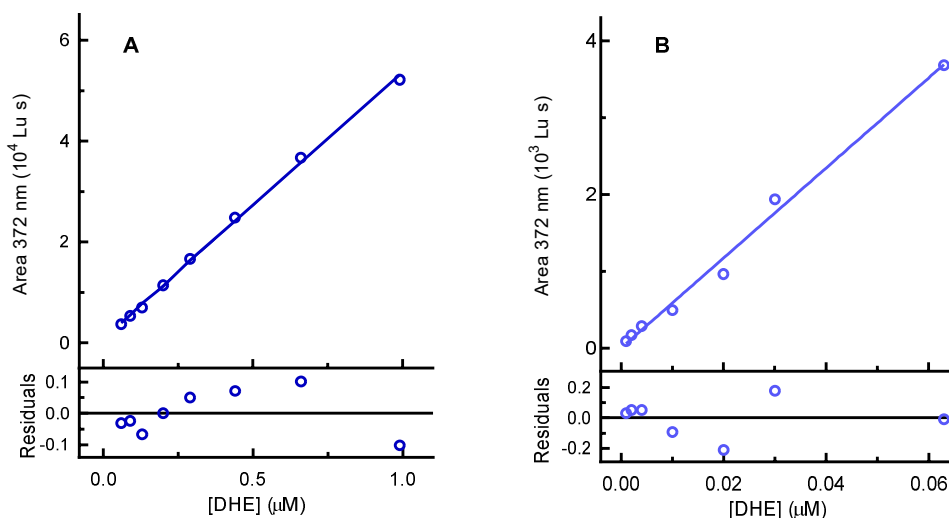 A
6
4
2
0
Area 372 nm (10⁴ Lu s)
0.1
0.0
-0.1
Residuals
0.0
0.5
1.0
[DHE] (μM)
B
4
2
0
Area 372 nm (10³ Lu s)
0.2
0.0
-0.2
Residuals
0.00
0.02
0.04
0.06
[DHE] (μM)